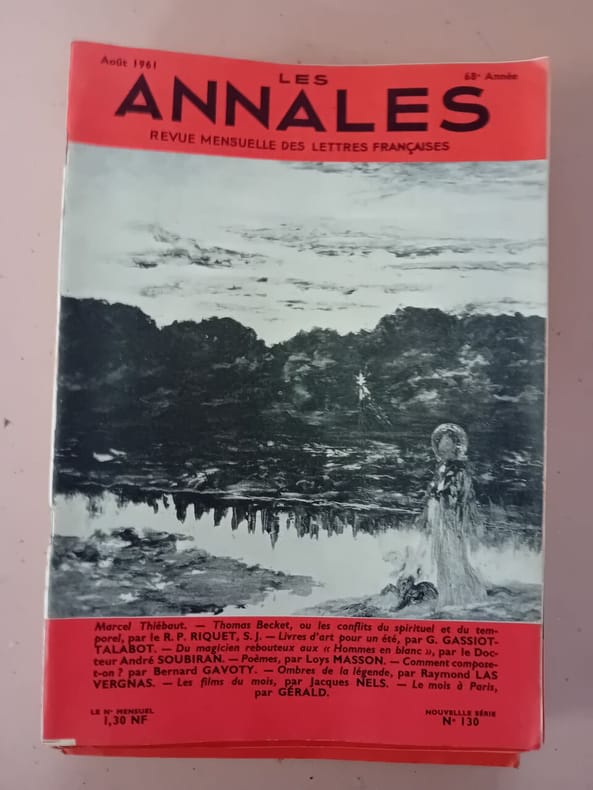 Août 1961
68e Année
LES
ANNALES
REVUE MENSUELLE DES LETTRES FRANÇAISES
Marcel Thiébaut. — Thomas Becket, ou les conflits du spirituel et du tem-
porel, par le R. P. RIQUET, S. J. — Livres d'art pour un été, par G. GASSIOT-
TALABOT. — Du magicien rebouteux aux « Hommes en blanc », par le Doc-
teur André SOUBIRAN. — Poèmes, par Loys MASSON. — Comment compose-
t-on ? par Bernard GAVOTY. — Ombres de la légende, par Raymond LAS
VERGNAS. — Les films du mois, par Jacques NELS. — Le mois à Paris,
par GÉRALD.
LE No MENSUEL
1,30 NF
NOUVELLLE SÉRIE
No 130